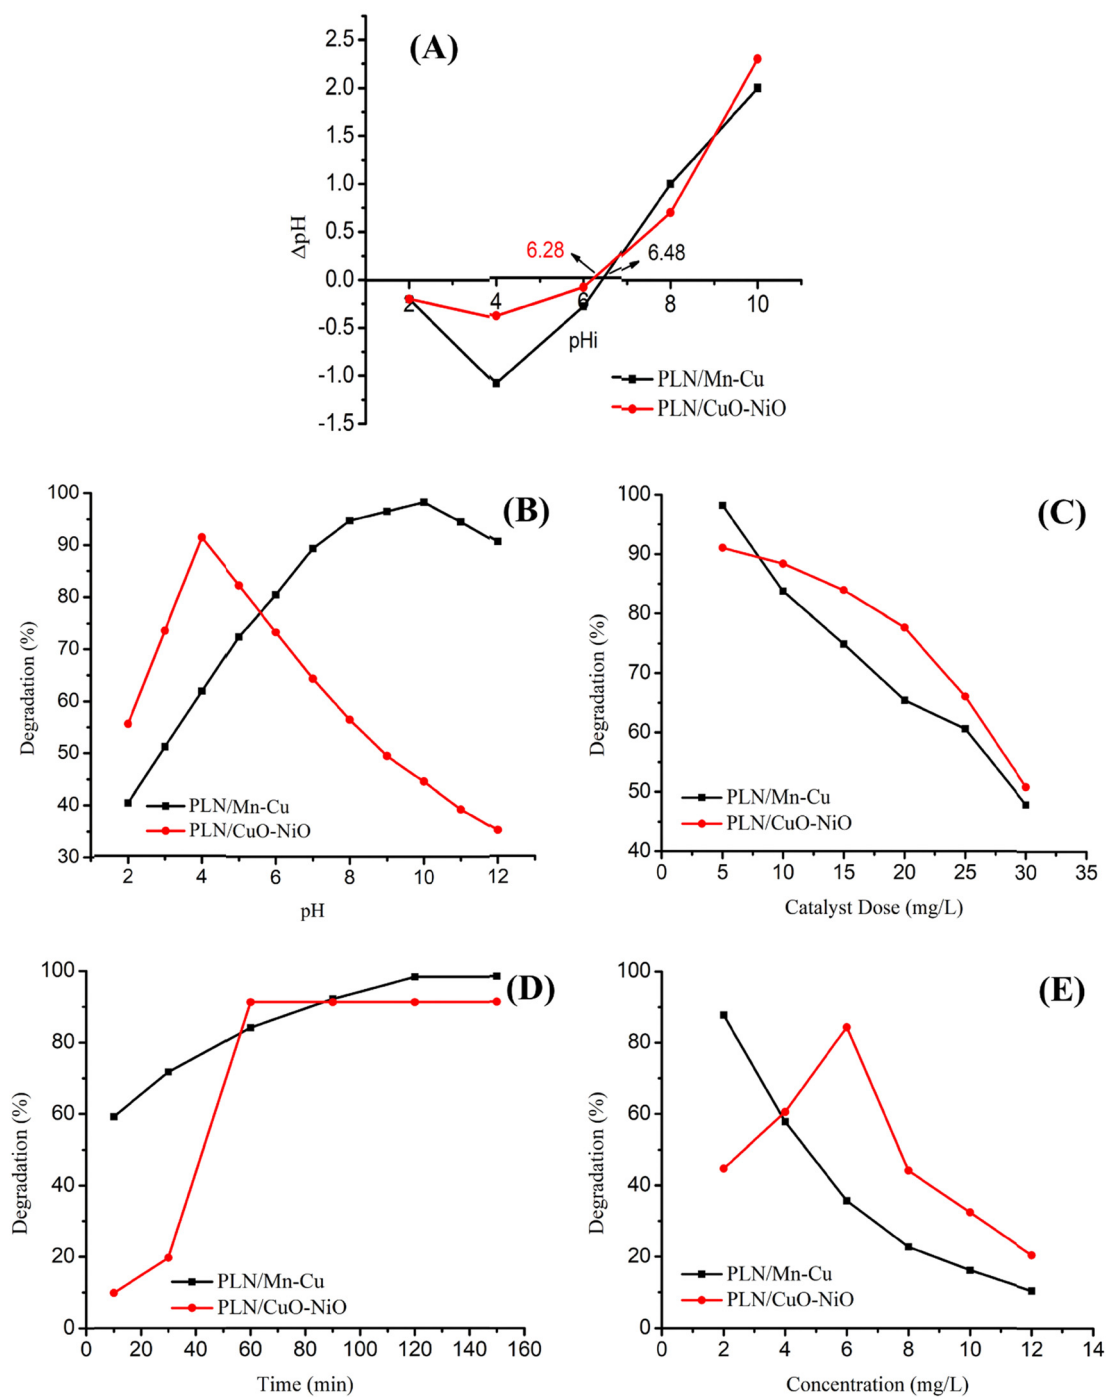 (A)
2.5
2.0
1.5
1.0
0.5
0.0
-0.5
-1.0
-1.5
ΔpH
6.28
6.48
2 4 6 8 10
pHi
PLN/Mn-Cu
PLN/CuO-NiO
(B)
100
90
80
70
60
50
40
30
Degradation (%)
PLN/Mn-Cu
PLN/CuO-NiO
2 4 6 8 10 12
pH
(C)
100
90
80
70
60
50
40
Degradation (%)
PLN/Mn-Cu
PLN/CuO-NiO
0 5 10 15 20 25 30 35
Catalyst Dose (mg/L)
(D)
100
80
60
40
20
0
Degradation (%)
PLN/Mn-Cu
PLN/CuO-NiO
0 20 40 60 80 100 120 140 160
Time (min)
(E)
100
80
60
40
20
0
Degradation (%)
PLN/Mn-Cu
PLN/CuO-NiO
0 2 4 6 8 10 12 14
Concentration (mg/L)